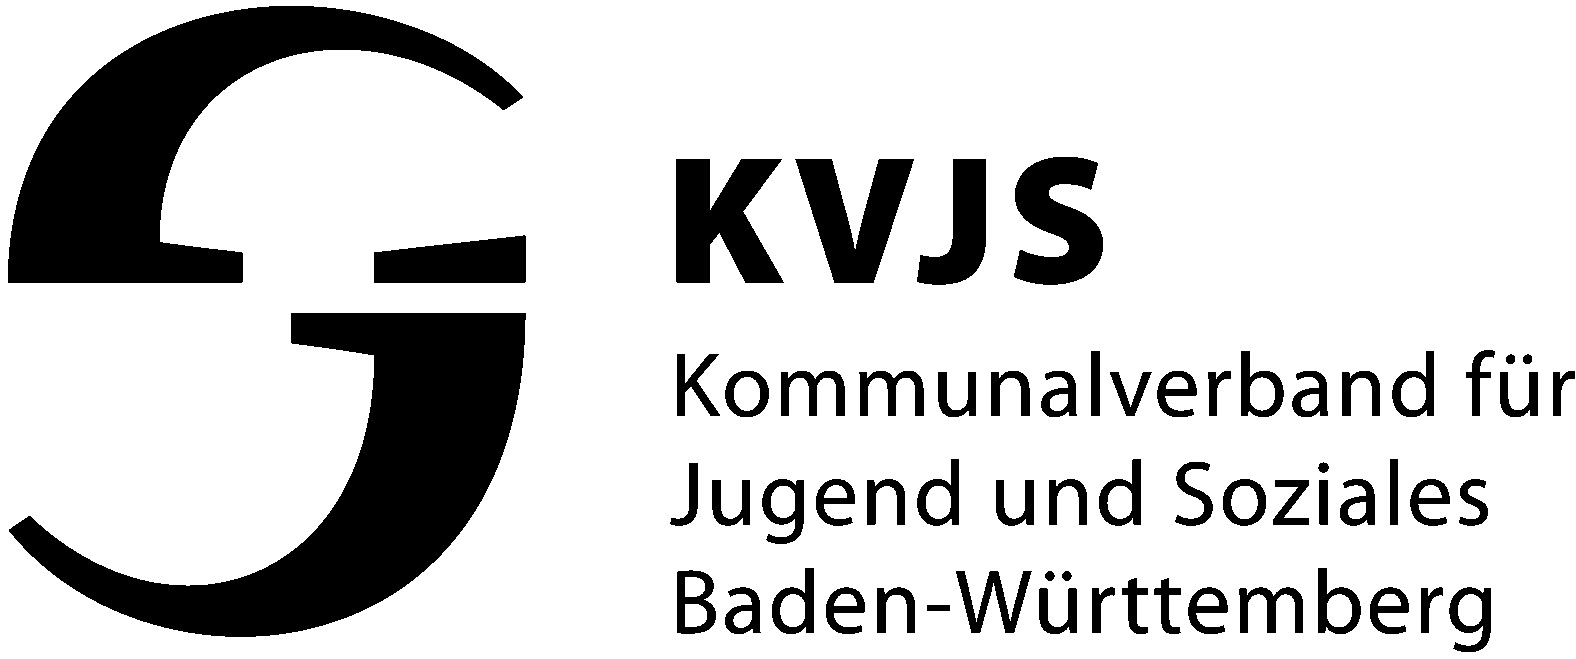 KVJS
Kommunalverband für
Jugend und Soziales
Baden-Württemberg